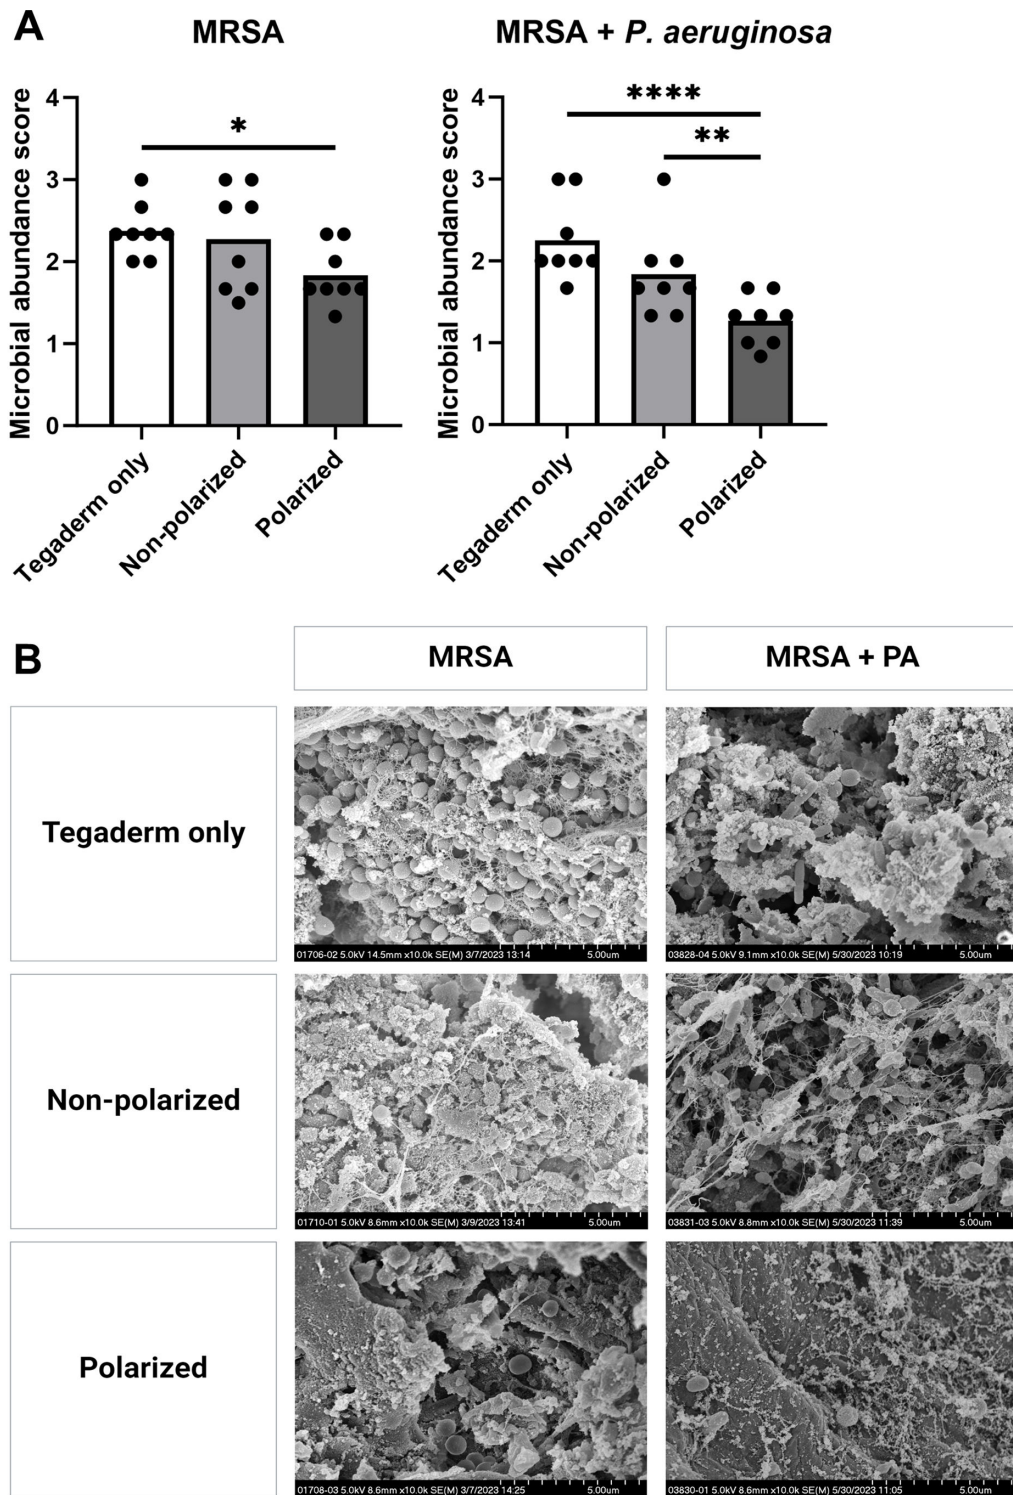 A
MRSA
MRSA + P. aeruginosa
Microbial abundance score
4
3
2
1
0
*
Tegaderm only
Non-polarized
Polarized
Microbial abundance score
4
3
2
1
0
****
**
Tegaderm only
Non-polarized
Polarized
B
MRSA
MRSA + PA
Tegaderm only
01706-02 5.0kV 14.5mm x10.0k SE(M) 3/7/2023 13:14 5.00um
03828-04 5.0kV 9.1mm x10.0k SE(M) 5/30/2023 10:19 5.00um
Non-polarized
01710-01 5.0kV 8.6mm x10.0k SE(M) 3/9/2023 13:41 5.00um
03831-03 5.0kV 8.8mm x10.0k SE(M) 5/30/2023 11:39 5.00um
Polarized
01708-03 5.0kV 8.6mm x10.0k SE(M) 3/7/2023 14:25 5.00um
03830-01 5.0kV 8.6mm x10.0k SE(M) 5/30/2023 11:05 5.00um